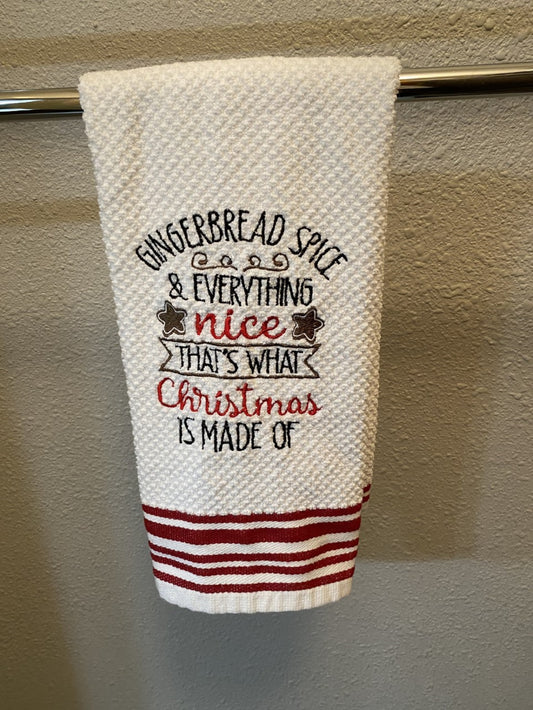 GINGERBREAD SPICE
& EVERYTHING
nice
THAT'S WHAT
Christmas
IS MADE OF